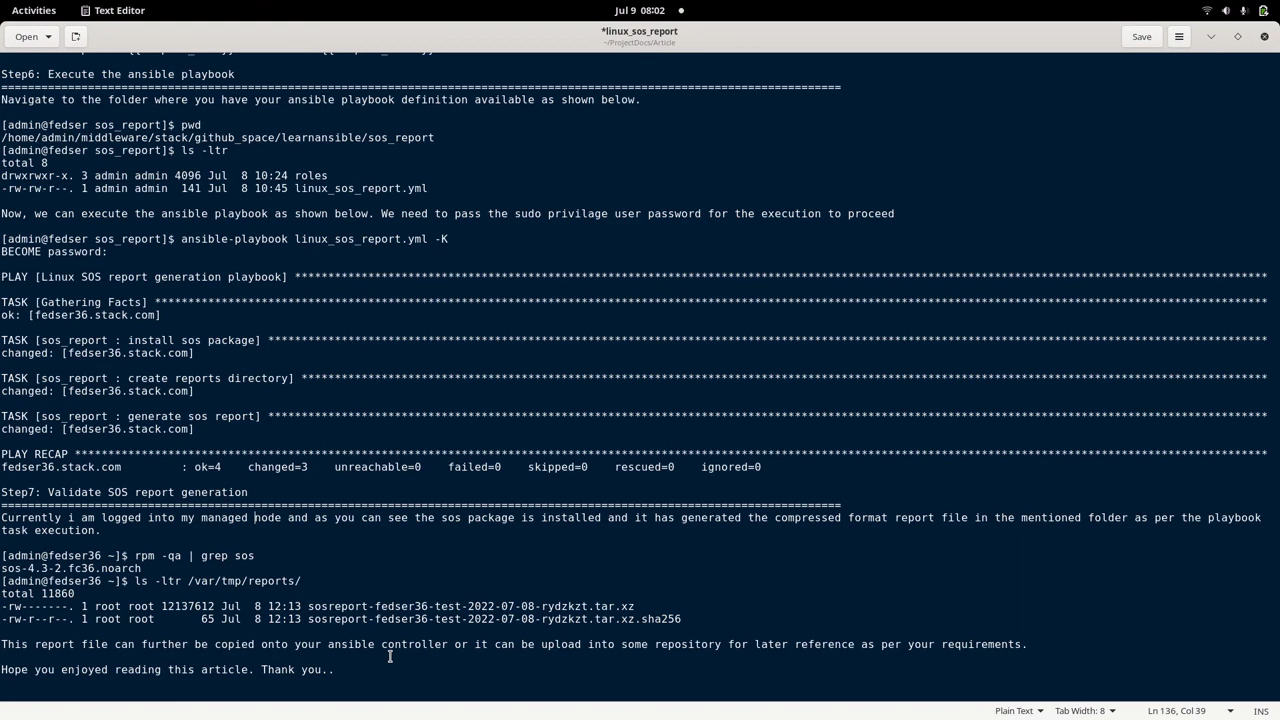 Activities Text Editor Jul 9 08:02
Open *linux_sos_report Save
~/ProjectDocs/Article
Step6: Execute the ansible playbook
==============================================================================================================================
Navigate to the folder where you have your ansible playbook definition available as shown below.
[admin@fedser sos_report]$ pwd
/home/admin/middleware/stack/github_space/learnansible/sos_report
[admin@fedser sos_report]$ ls -ltr
total 8
drwxrwxr-x. 3 admin admin 4096 Jul  8 10:24 roles
-rw-rw-r--. 1 admin admin  141 Jul  8 10:45 linux_sos_report.yml
Now, we can execute the ansible playbook as shown below. We need to pass the sudo privilage user password for the execution to proceed
[admin@fedser sos_report]$ ansible-playbook linux_sos_report.yml -K
BECOME password:
PLAY [Linux SOS report generation playbook] ***************************************************************************************************************************************************
TASK [Gathering Facts] ************************************************************************************************************************************************************************
ok: [fedser36.stack.com]
TASK [sos_report : install sos package] *******************************************************************************************************************************************************
changed: [fedser36.stack.com]
TASK [sos_report : create reports directory] **************************************************************************************************************************************************
changed: [fedser36.stack.com]
TASK [sos_report : generate sos report] *******************************************************************************************************************************************************
changed: [fedser36.stack.com]
PLAY RECAP ************************************************************************************************************************************************************************************
fedser36.stack.com         : ok=4    changed=3    unreachable=0    failed=0    skipped=0    rescued=0    ignored=0
Step7: Validate SOS report generation
==============================================================================================================================
Currently i am logged into my managed node and as you can see the sos package is installed and it has generated the compressed format report file in the mentioned folder as per the playbook
task execution.
[admin@fedser36 ~]$ rpm -qa | grep sos
sos-4.3-2.fc36.noarch
[admin@fedser36 ~]$ ls -ltr /var/tmp/reports/
total 11860
-rw-------. 1 root root 12137612 Jul  8 12:13 sosreport-fedser36-test-2022-07-08-rydzkzt.tar.xz
-rw-r--r--. 1 root root       65 Jul  8 12:13 sosreport-fedser36-test-2022-07-08-rydzkzt.tar.xz.sha256
This report file can further be copied onto your ansible controller or it can be upload into some repository for later reference as per your requirements.
Hope you enjoyed reading this article. Thank you..
Plain Text Tab Width: 8 Ln 136, Col 39 INS